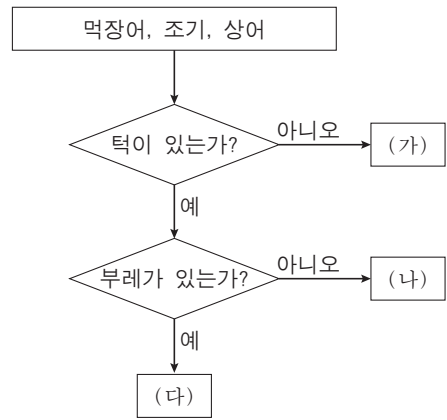 먹장어, 조기, 상어
턱이 있는가?
아니오
(가)
예
부레가 있는가?
아니오
(나)
예
(다)